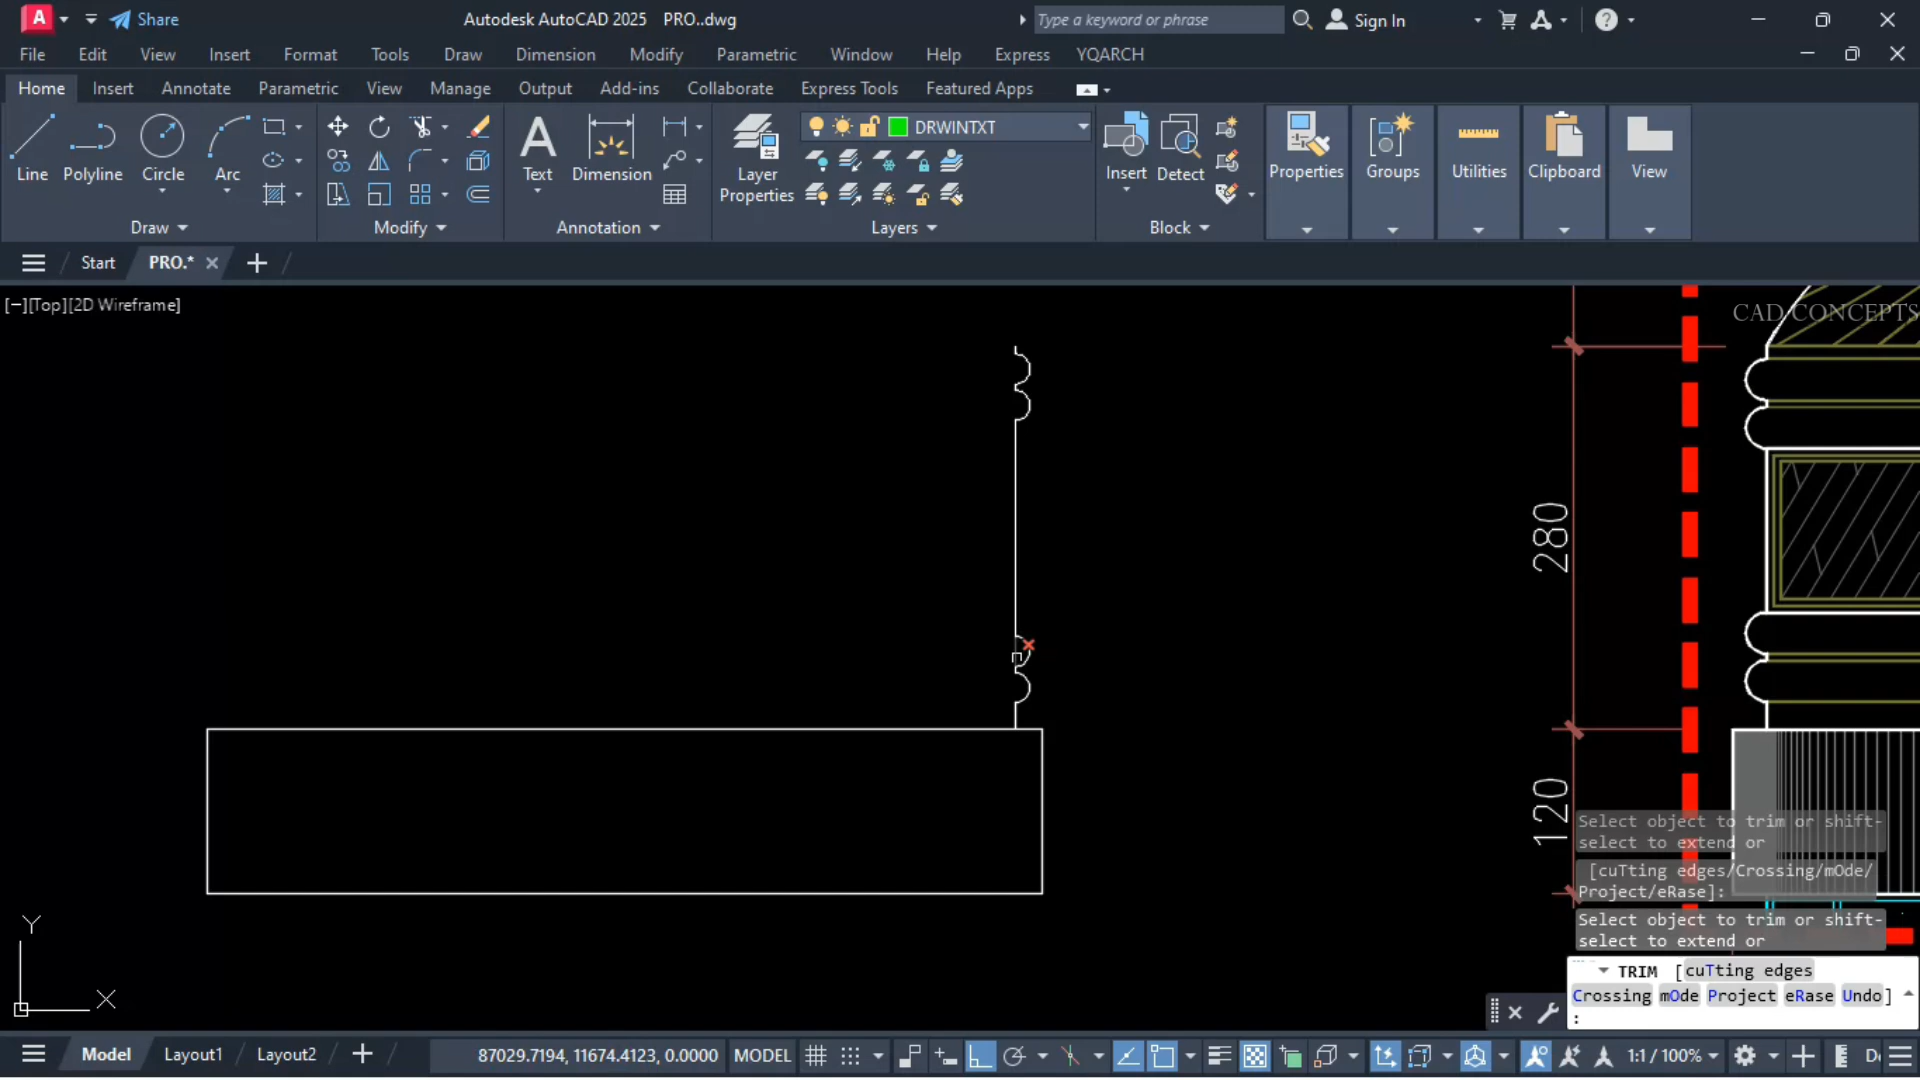 A
Share
Autodesk AutoCAD 2025 PRO..dwg
Type a keyword or phrase
Sign In
File Edit View Insert Format Tools Draw Dimension Modify Parametric Window Help Express YQARCH
Home Insert Annotate Parametric View Manage Output Add-ins Collaborate Express Tools Featured Apps
DRWINTXT
Line Polyline Circle Arc
Text Dimension
Layer Properties
Insert Detect
Properties Groups Utilities Clipboard View
Draw Modify Annotation Layers Block
Start PRO.*
[−][Top][2D Wireframe]
CAD CONCEPTS
280
120
Select object to trim or shift-
select to extend or
[cuTting edges/Crossing/mOde/
Project/eRase]:
Select object to trim or shift-
select to extend or
TRIM [cuTting edges
Crossing mOde Project eRase Undo]
:
Y
X
Model Layout1 Layout2
87029.7194, 11674.4123, 0.0000 MODEL
1:1 / 100%